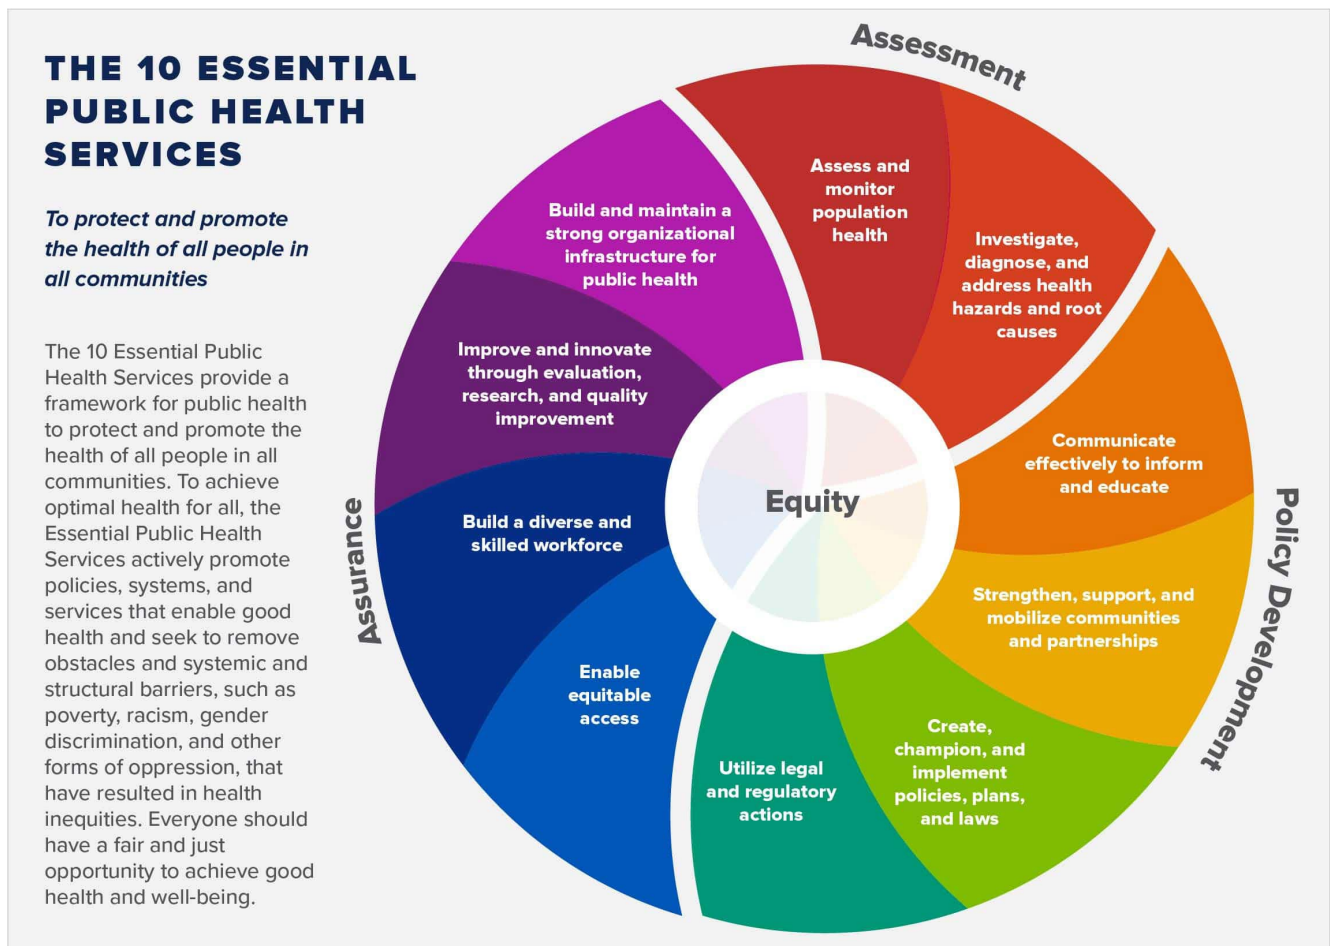 THE 10 ESSENTIAL
PUBLIC HEALTH
SERVICES
To protect and promote
the health of all people in
all communities
The 10 Essential Public
Health Services provide a
framework for public health
to protect and promote the
health of all people in all
communities. To achieve
optimal health for all, the
Essential Public Health
Services actively promote
policies, systems, and
services that enable good
health and seek to remove
obstacles and systemic and
structural barriers, such as
poverty, racism, gender
discrimination, and other
forms of oppression, that
have resulted in health
inequities. Everyone should
have a fair and just
opportunity to achieve good
health and well-being.
Assessment
Assess and
monitor
population
health
Investigate,
diagnose, and
address health
hazards and root
causes
Policy Development
Communicate
effectively to inform
and educate
Strengthen, support, and
mobilize communities
and partnerships
Create,
champion, and
implement
policies, plans,
and laws
Utilize legal
and regulatory
actions
Assurance
Enable
equitable
access
Build a diverse and
skilled workforce
Improve and innovate
through evaluation,
research, and quality
improvement
Build and maintain a
strong organizational
infrastructure for
public health
Equity